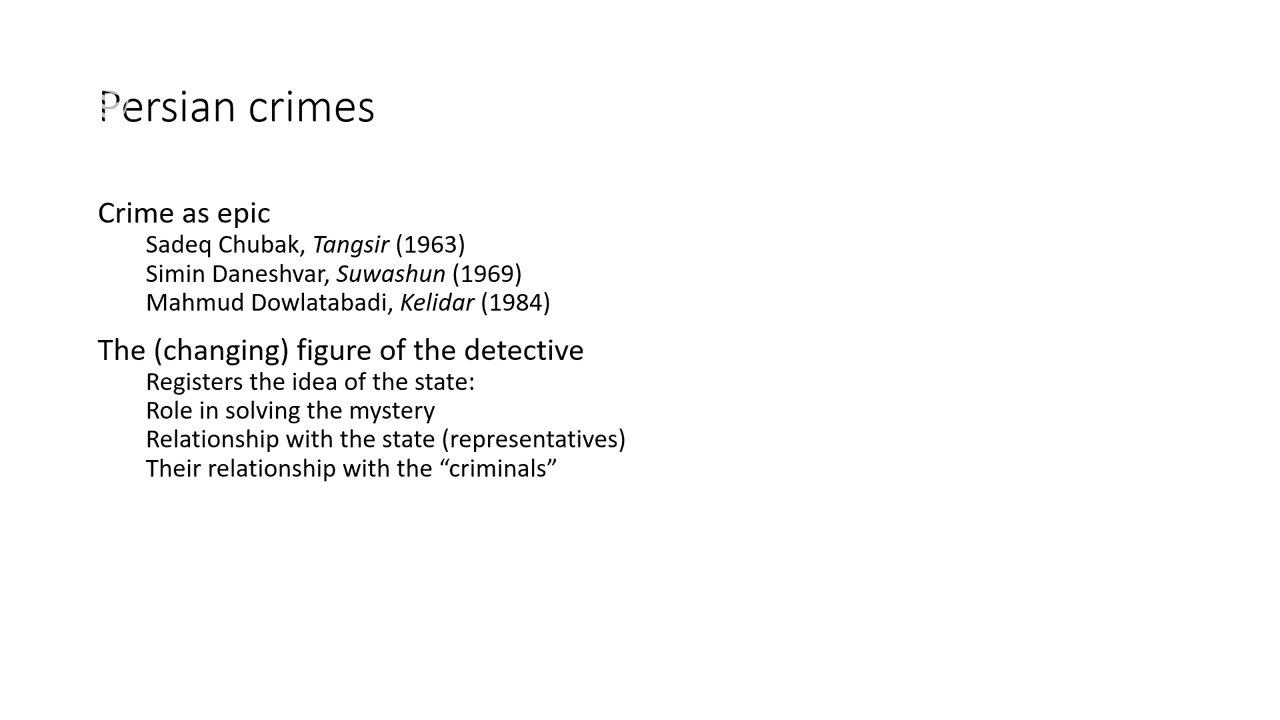 Persian crimes
Crime as epic
Sadeq Chubak, Tangsir (1963)
Simin Daneshvar, Suwashun (1969)
Mahmud Dowlatabadi, Kelidar (1984)
The (changing) figure of the detective
Registers the idea of the state:
Role in solving the mystery
Relationship with the state (representatives)
Their relationship with the “criminals”